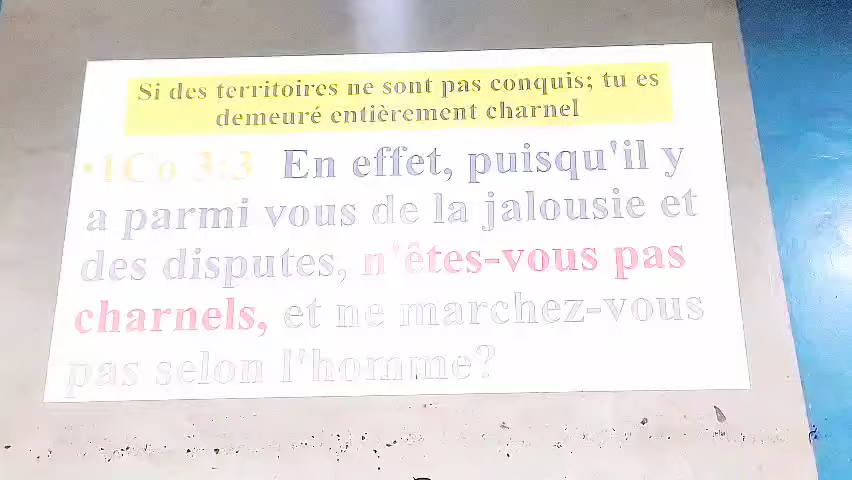 Si des territoires ne sont pas conquis; tu es
demeuré entièrement charnel
•1Co 3:3 En effet, puisqu'il y
a parmi vous de la jalousie et
des disputes, n'êtes-vous pas
charnels, et ne marchez-vous
pas selon l'homme?